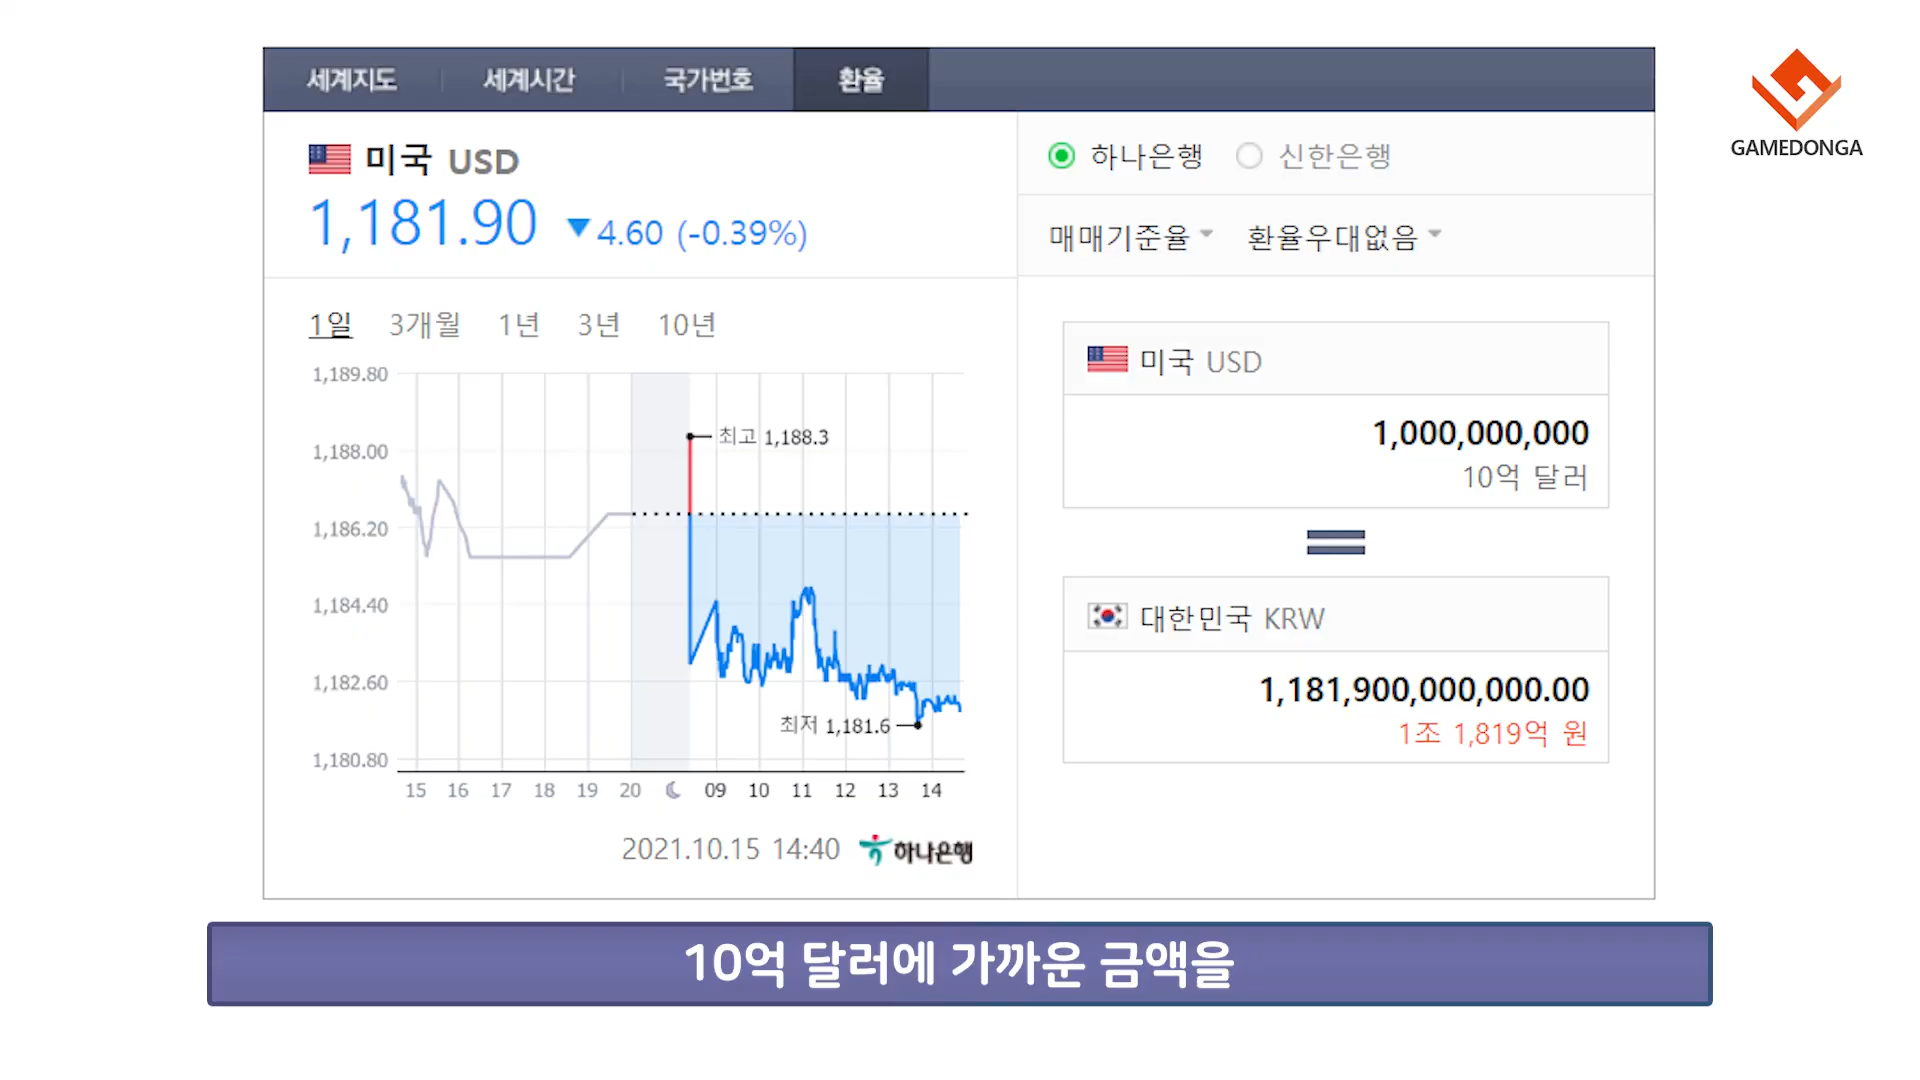 세계지도 세계시간 국가번호 환율
GAMEDONGA
미국 USD
1,181.90 ▼4.60 (-0.39%)
하나은행 신한은행
매매기준율 환율우대없음
1일 3개월 1년 3년 10년
1,189.80
1,188.00
1,186.20
1,184.40
1,182.60
1,180.80
최고 1,188.3
최저 1,181.6
15 16 17 18 19 20 09 10 11 12 13 14
2021.10.15 14:40 하나은행
미국 USD
1,000,000,000
10억 달러
대한민국 KRW
1,181,900,000,000.00
1조 1,819억 원
10억 달러에 가까운 금액을